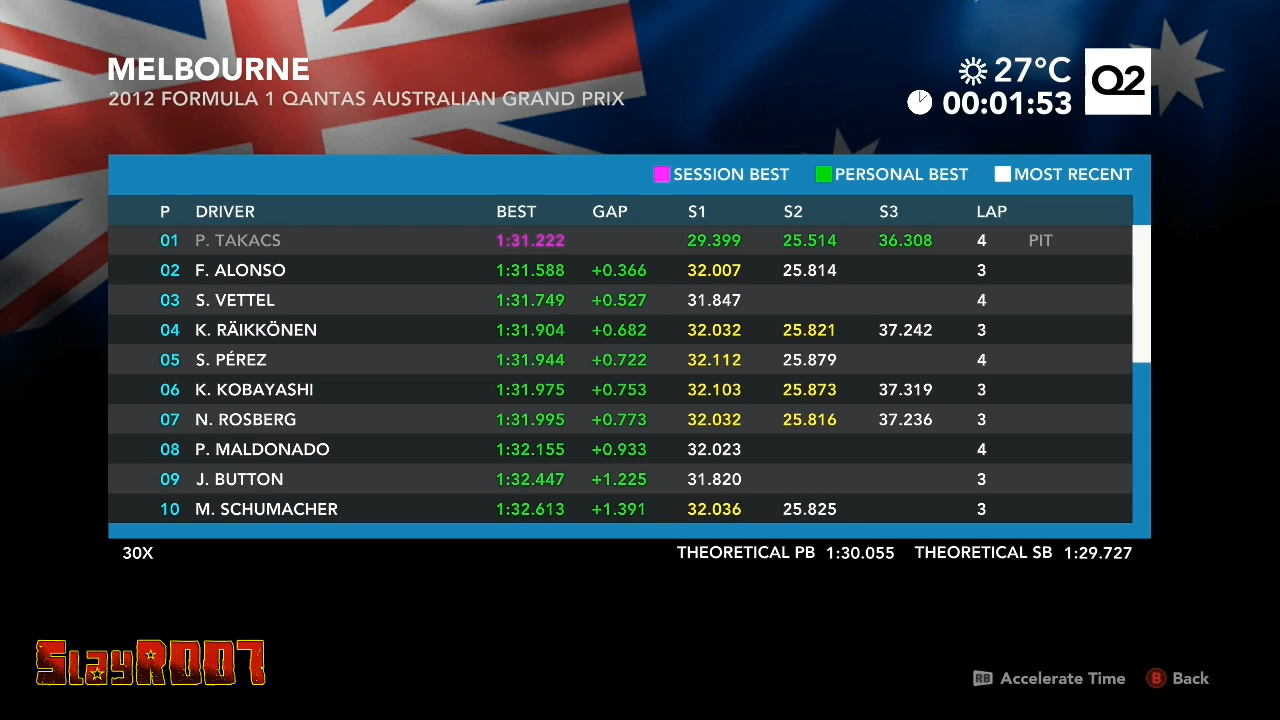 MELBOURNE
2012 FORMULA 1 QANTAS AUSTRALIAN GRAND PRIX
27°C
00:01:53
Q2
SESSION BEST PERSONAL BEST MOST RECENT
P DRIVER BEST GAP S1 S2 S3 LAP
01 P. TAKACS 1:31.222 29.399 25.514 36.308 4 PIT
02 F. ALONSO 1:31.588 +0.366 32.007 25.814 3
03 S. VETTEL 1:31.749 +0.527 31.847 4
04 K. RÄIKKÖNEN 1:31.904 +0.682 32.032 25.821 37.242 3
05 S. PÉREZ 1:31.944 +0.722 32.112 25.879 4
06 K. KOBAYASHI 1:31.975 +0.753 32.103 25.873 37.319 3
07 N. ROSBERG 1:31.995 +0.773 32.032 25.816 37.236 3
08 P. MALDONADO 1:32.155 +0.933 32.023 4
09 J. BUTTON 1:32.447 +1.225 31.820 3
10 M. SCHUMACHER 1:32.613 +1.391 32.036 25.825 3
30X THEORETICAL PB 1:30.055 THEORETICAL SB 1:29.727
SlayR007
RB Accelerate Time B Back